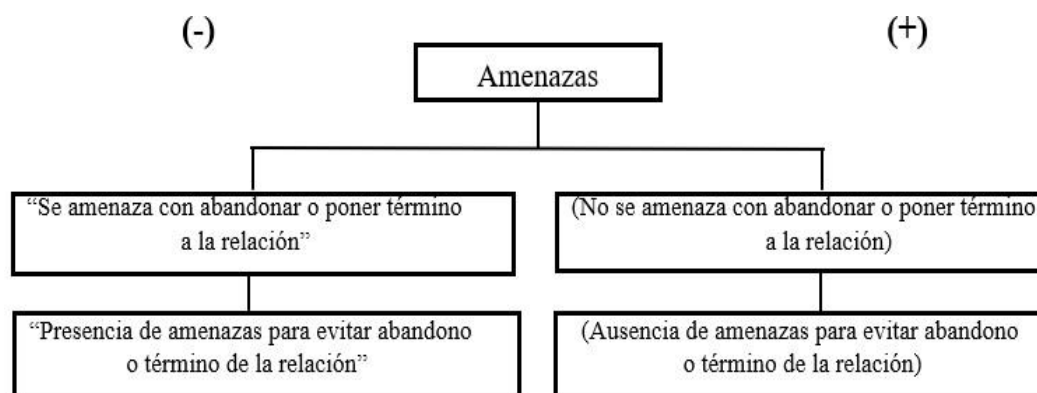 (-)
(+)
Amenazas
“Se amenaza con abandonar o poner término
a la relación”
(No se amenaza con abandonar o poner término
a la relación)
“Presencia de amenazas para evitar abandono
o término de la relación”
(Ausencia de amenazas para evitar abandono
o término de la relación)